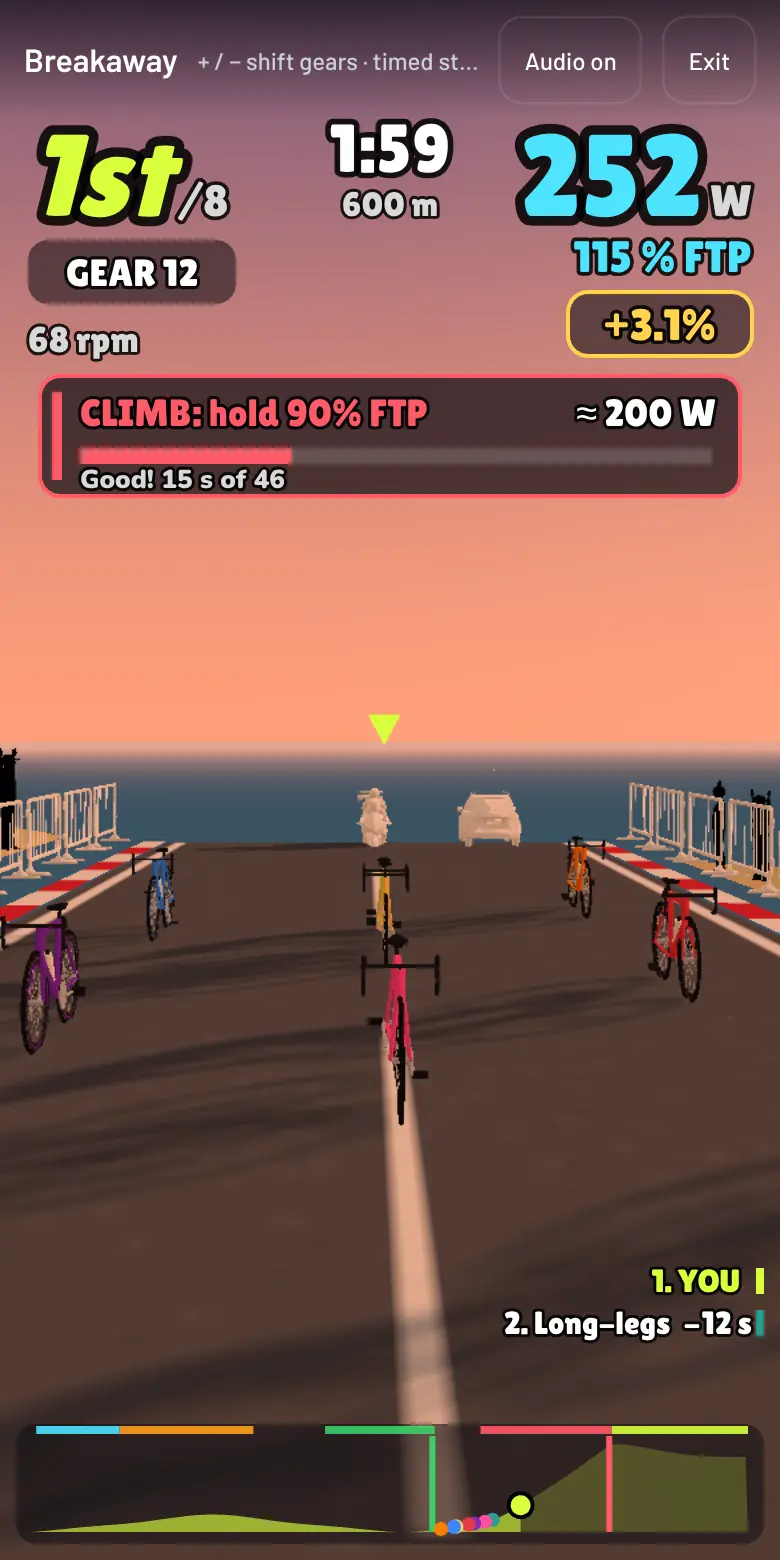 Breakaway + / – shift gears · timed st... Audio on Exit
1st/8
1:59
600 m
252 W
115 % FTP
GEAR 12
+3.1%
68 rpm
CLIMB: hold 90% FTP ≈ 200 W
Good! 15 s of 46
1. YOU
2. Long-legs -12 s